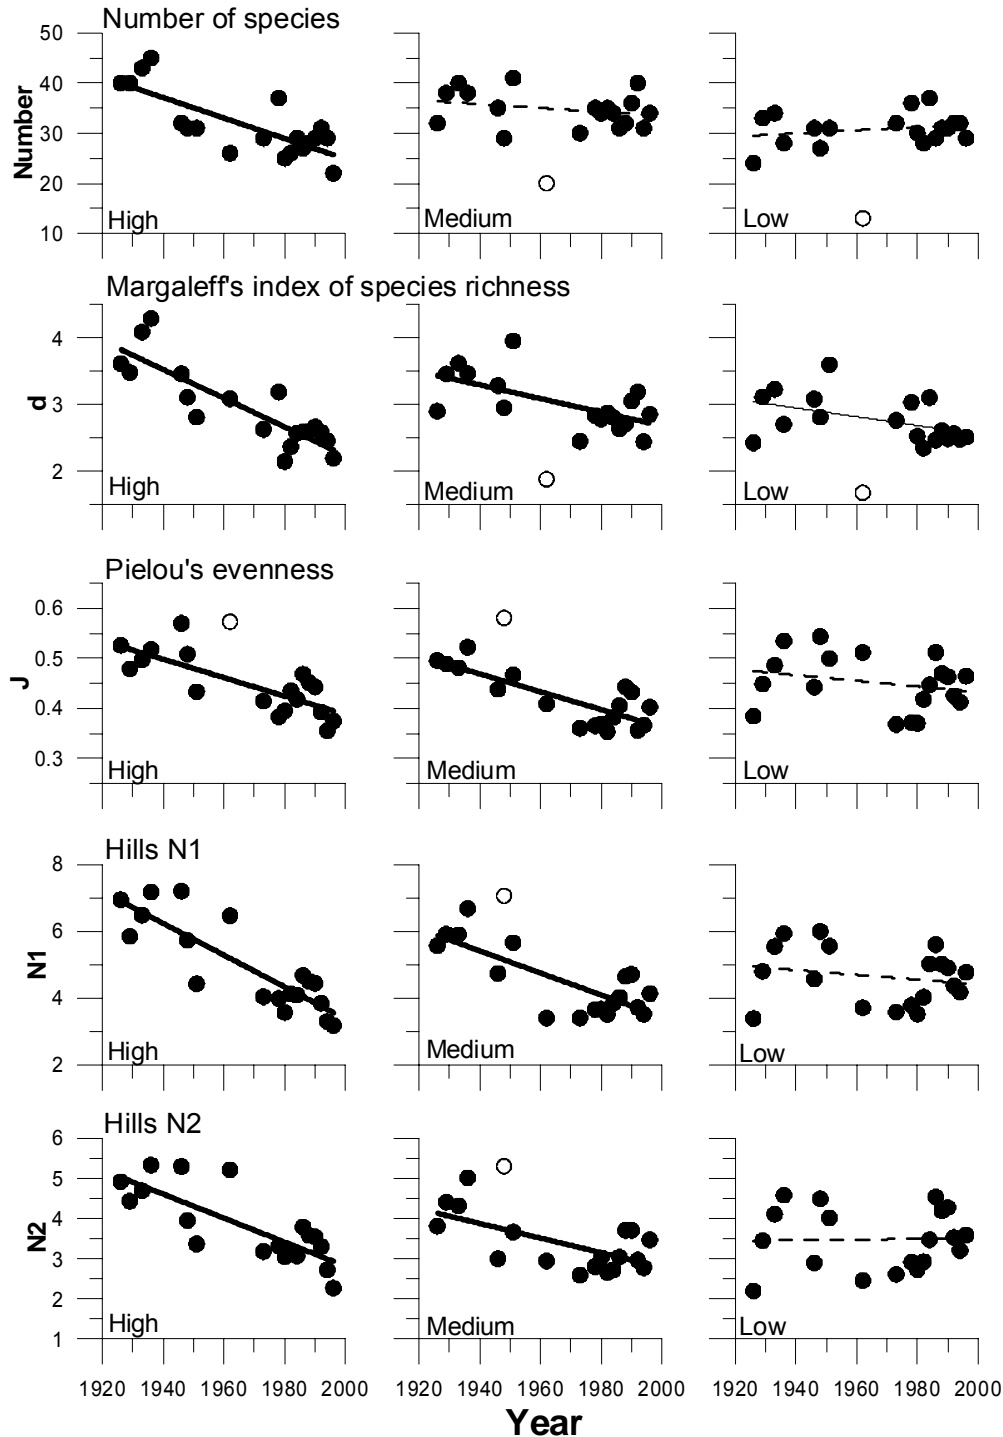 Number of species
50
40
30
20
10
Number
High
Medium
Low
Margaleff's index of species richness
4
3
2
d
High
Medium
Low
Pielou's evenness
0.6
0.5
0.4
0.3
J
High
Medium
Low
Hills N1
8
6
4
2
N1
High
Medium
Low
Hills N2
6
5
4
3
2
1
N2
High
Medium
Low
1920 1940 1960 1980 2000
1920 1940 1960 1980 2000
1920 1940 1960 1980 2000
Year